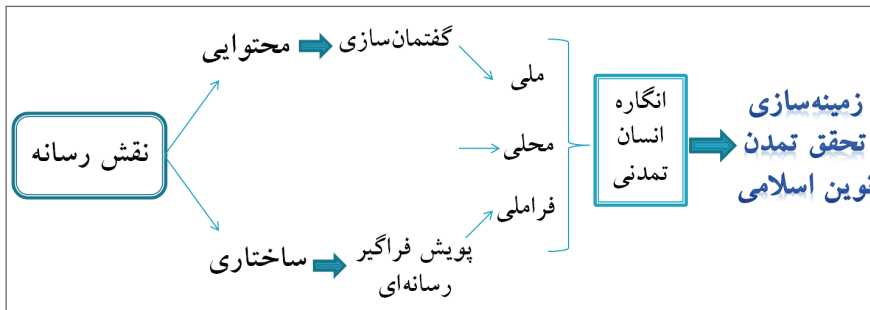 نقش رسانه
محتوایی
گفتمان‌سازی
ساختاری
پویش فراگیر
رسانه‌ای
ملی
محلی
فراملی
انگاره
انسان
تمدنی
زمینه‌سازی
تحقق تمدن
نوین اسلامی